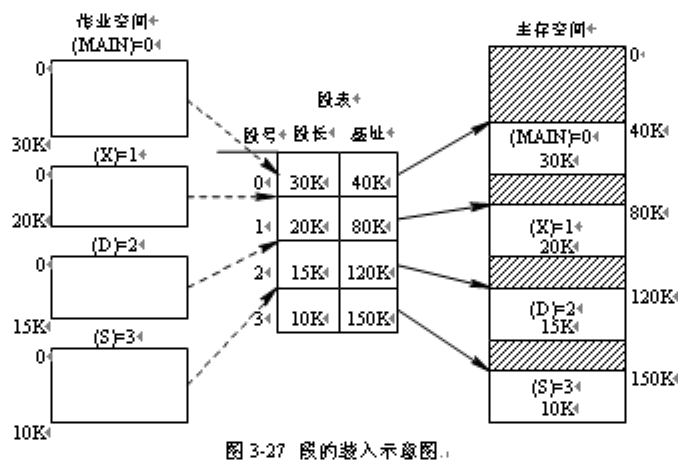 作业空间
(MAIN)=0
0
30K
(X)=1
0
20K
(D)=2
0
15K
(S)=3
0
10K
段表
段号 段长 基址
0 30K 40K
1 20K 80K
2 15K 120K
3 10K 150K
主存空间
0
40K
(MAIN)=0
30K
80K
(X)=1
20K
120K
(D)=2
15K
150K
(S)=3
10K
图 3-27 段的装入示意图.